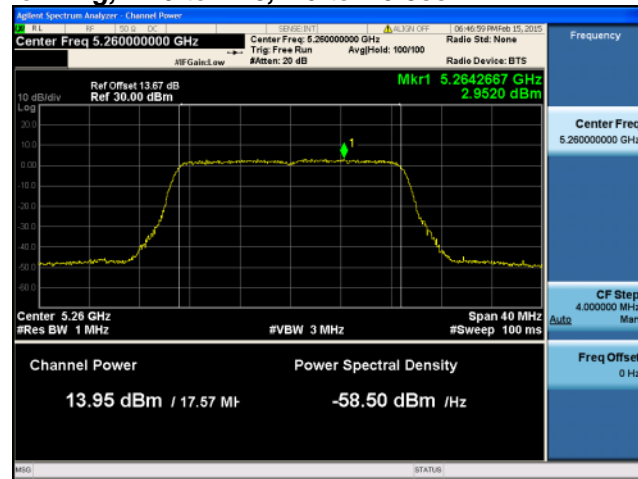 Agilent Spectrum Analyzer - Channel Power
RL RF 50 Ω DC SENSE:INT ALIGN OFF 06:46:59 PM Feb 15, 2015
Center Freq 5.260000000 GHz
Center Freq: 5.260000000 GHz
Radio Std: None
Trig: Free Run Avg|Hold: 100/100
#IFGain:Low #Atten: 20 dB Radio Device: BTS
Frequency
Ref Offset 13.67 dB
Mkr1 5.2642667 GHz
10 dB/div Ref 30.00 dBm 2.9520 dBm
Log
20.0
10.0
1
0.00
-10.0
-20.0
-30.0
-40.0
-50.0
-60.0
Center Freq
5.260000000 GHz
Center 5.26 GHz Span 40 MHz
#Res BW 1 MHz #VBW 3 MHz #Sweep 100 ms
CF Step
4.000000 MHz
Auto Man
Channel Power Power Spectral Density
13.95 dBm / 17.57 MH -58.50 dBm /Hz
Freq Offset
0 Hz
MSG STATUS